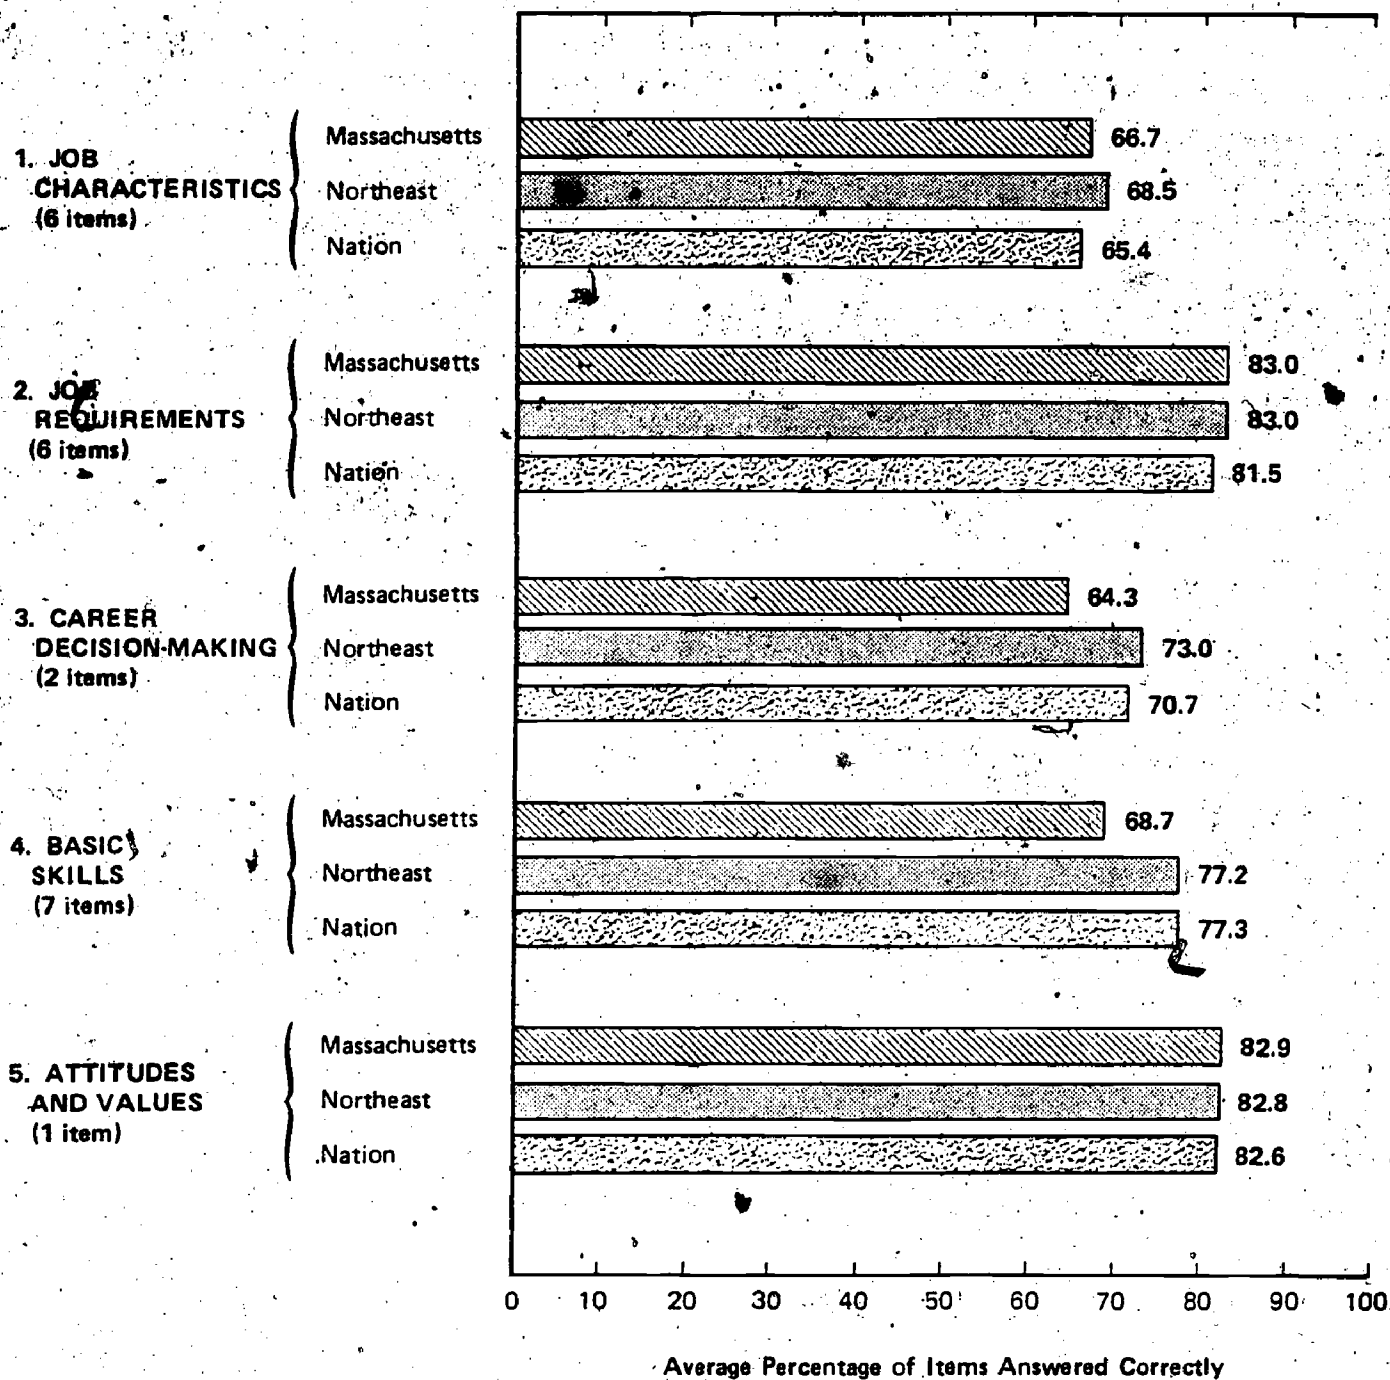 1. JOB
CHARACTERISTICS
(6 items)
Massachusetts
66.7
Northeast
68.5
Nation
65.4
2. JOB
REQUIREMENTS
(6 items)
Massachusetts
83.0
Northeast
83.0
Nation
81.5
3. CAREER
DECISION-MAKING
(2 items)
Massachusetts
64.3
Northeast
73.0
Nation
70.7
4. BASIC
SKILLS
(7 items)
Massachusetts
68.7
Northeast
77.2
Nation
77.3
5. ATTITUDES
AND VALUES
(1 item)
Massachusetts
82.9
Northeast
82.8
Nation
82.6
0 10 20 30 40 50 60 70 80 90 100
Average Percentage of Items Answered Correctly